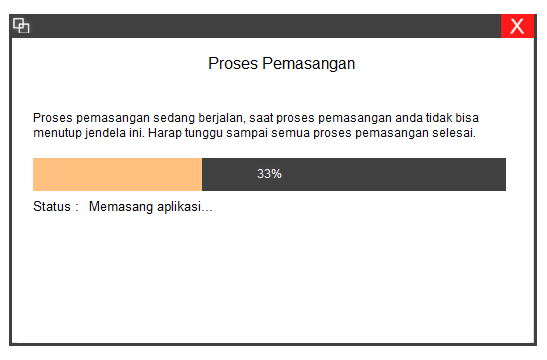 X
Proses Pemasangan
Proses pemasangan sedang berjalan, saat proses pemasangan anda tidak bisa
menutup jendela ini. Harap tunggu sampai semua proses pemasangan selesai.
33%
Status : Memasang aplikasi...